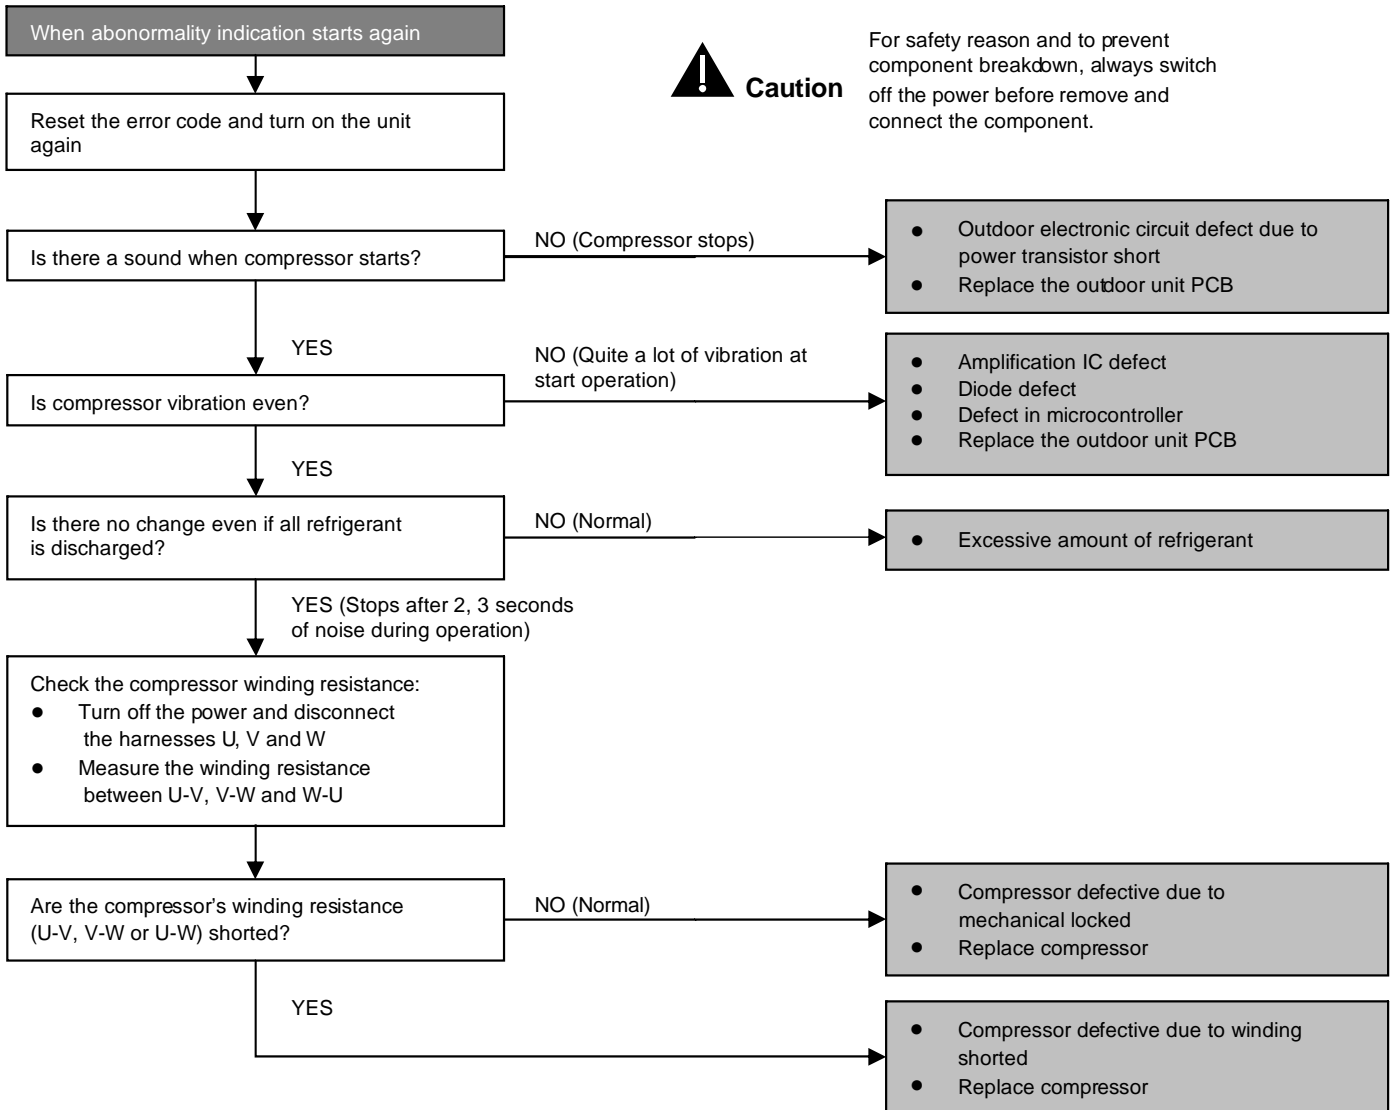 When abonormality indication starts again
Caution
For safety reason and to prevent
component breakdown, always switch
off the power before remove and
connect the component.
Reset the error code and turn on the unit
again
Is there a sound when compressor starts?
NO (Compressor stops)
● Outdoor electronic circuit defect due to
power transistor short
● Replace the outdoor unit PCB
YES
NO (Quite a lot of vibration at
start operation)
Is compressor vibration even?
● Amplification IC defect
● Diode defect
● Defect in microcontroller
● Replace the outdoor unit PCB
YES
Is there no change even if all refrigerant
is discharged?
NO (Normal)
● Excessive amount of refrigerant
YES (Stops after 2, 3 seconds
of noise during operation)
Check the compressor winding resistance:
● Turn off the power and disconnect
the harnesses U, V and W
● Measure the winding resistance
between U-V, V-W and W-U
Are the compressor's winding resistance
(U-V, V-W or U-W) shorted?
NO (Normal)
● Compressor defective due to
mechanical locked
● Replace compressor
YES
● Compressor defective due to winding
shorted
● Replace compressor